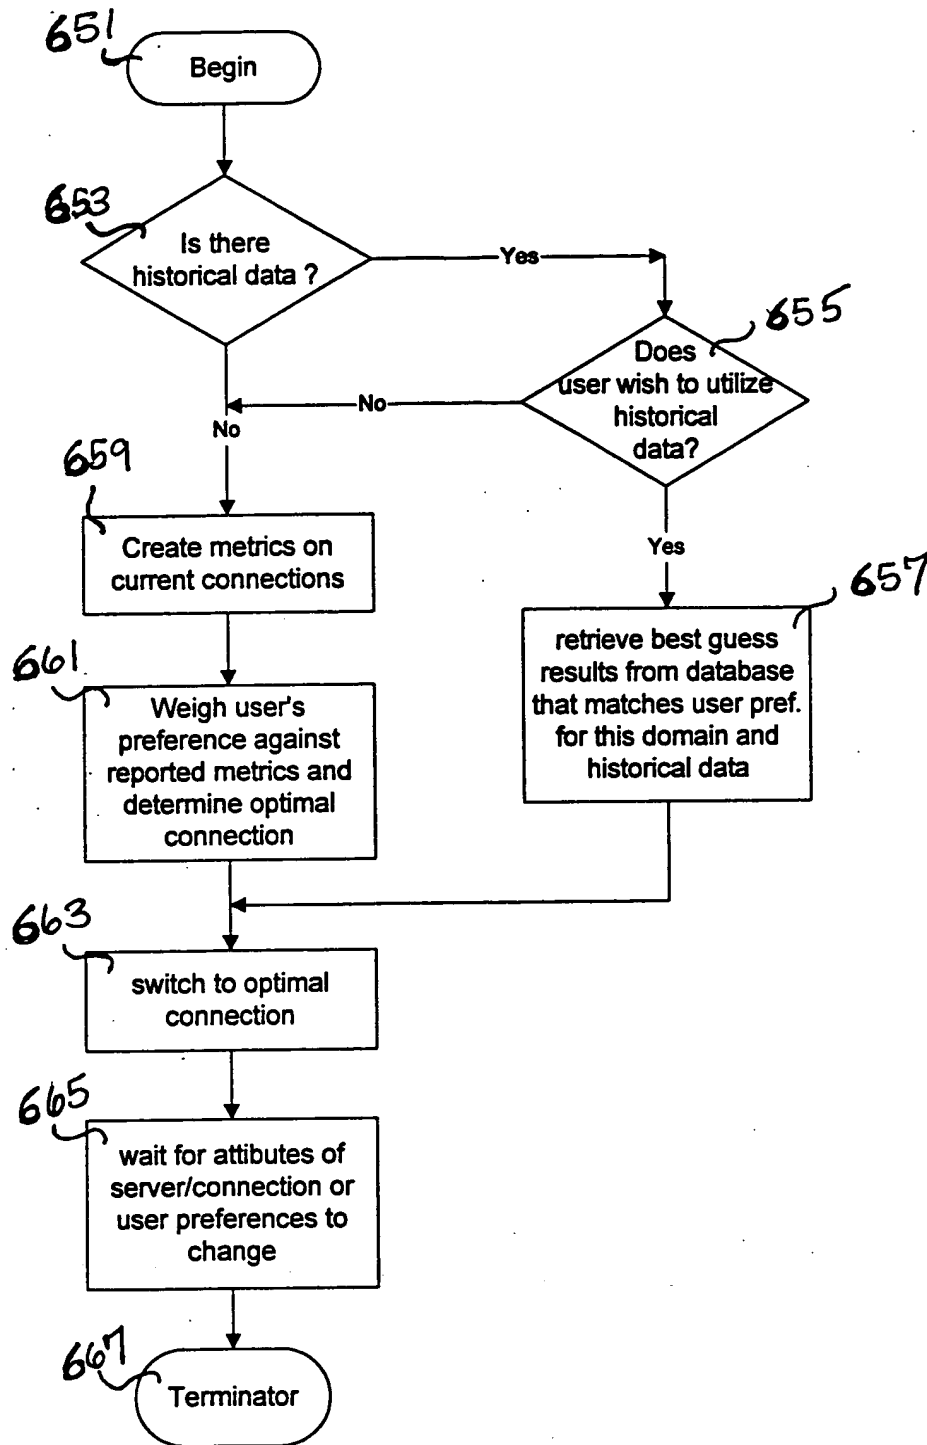 651
Begin
653
Is there
historical data ?
Yes
655
Does
user wish to utilize
historical
data?
No
No
659
Create metrics on
current connections
Yes
657
retrieve best guess
results from database
that matches user pref.
for this domain and
historical data
661
Weigh user's
preference against
reported metrics and
determine optimal
connection
663
switch to optimal
connection
665
wait for attibutes of
server/connection or
user preferences to
change
667
Terminator